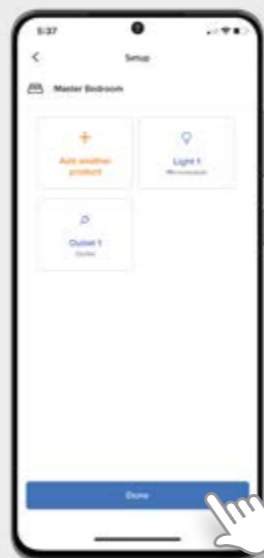 5:37
Setup
Master Bedroom
Add another
product
Light 1
Outlet 1
Outlet
Done